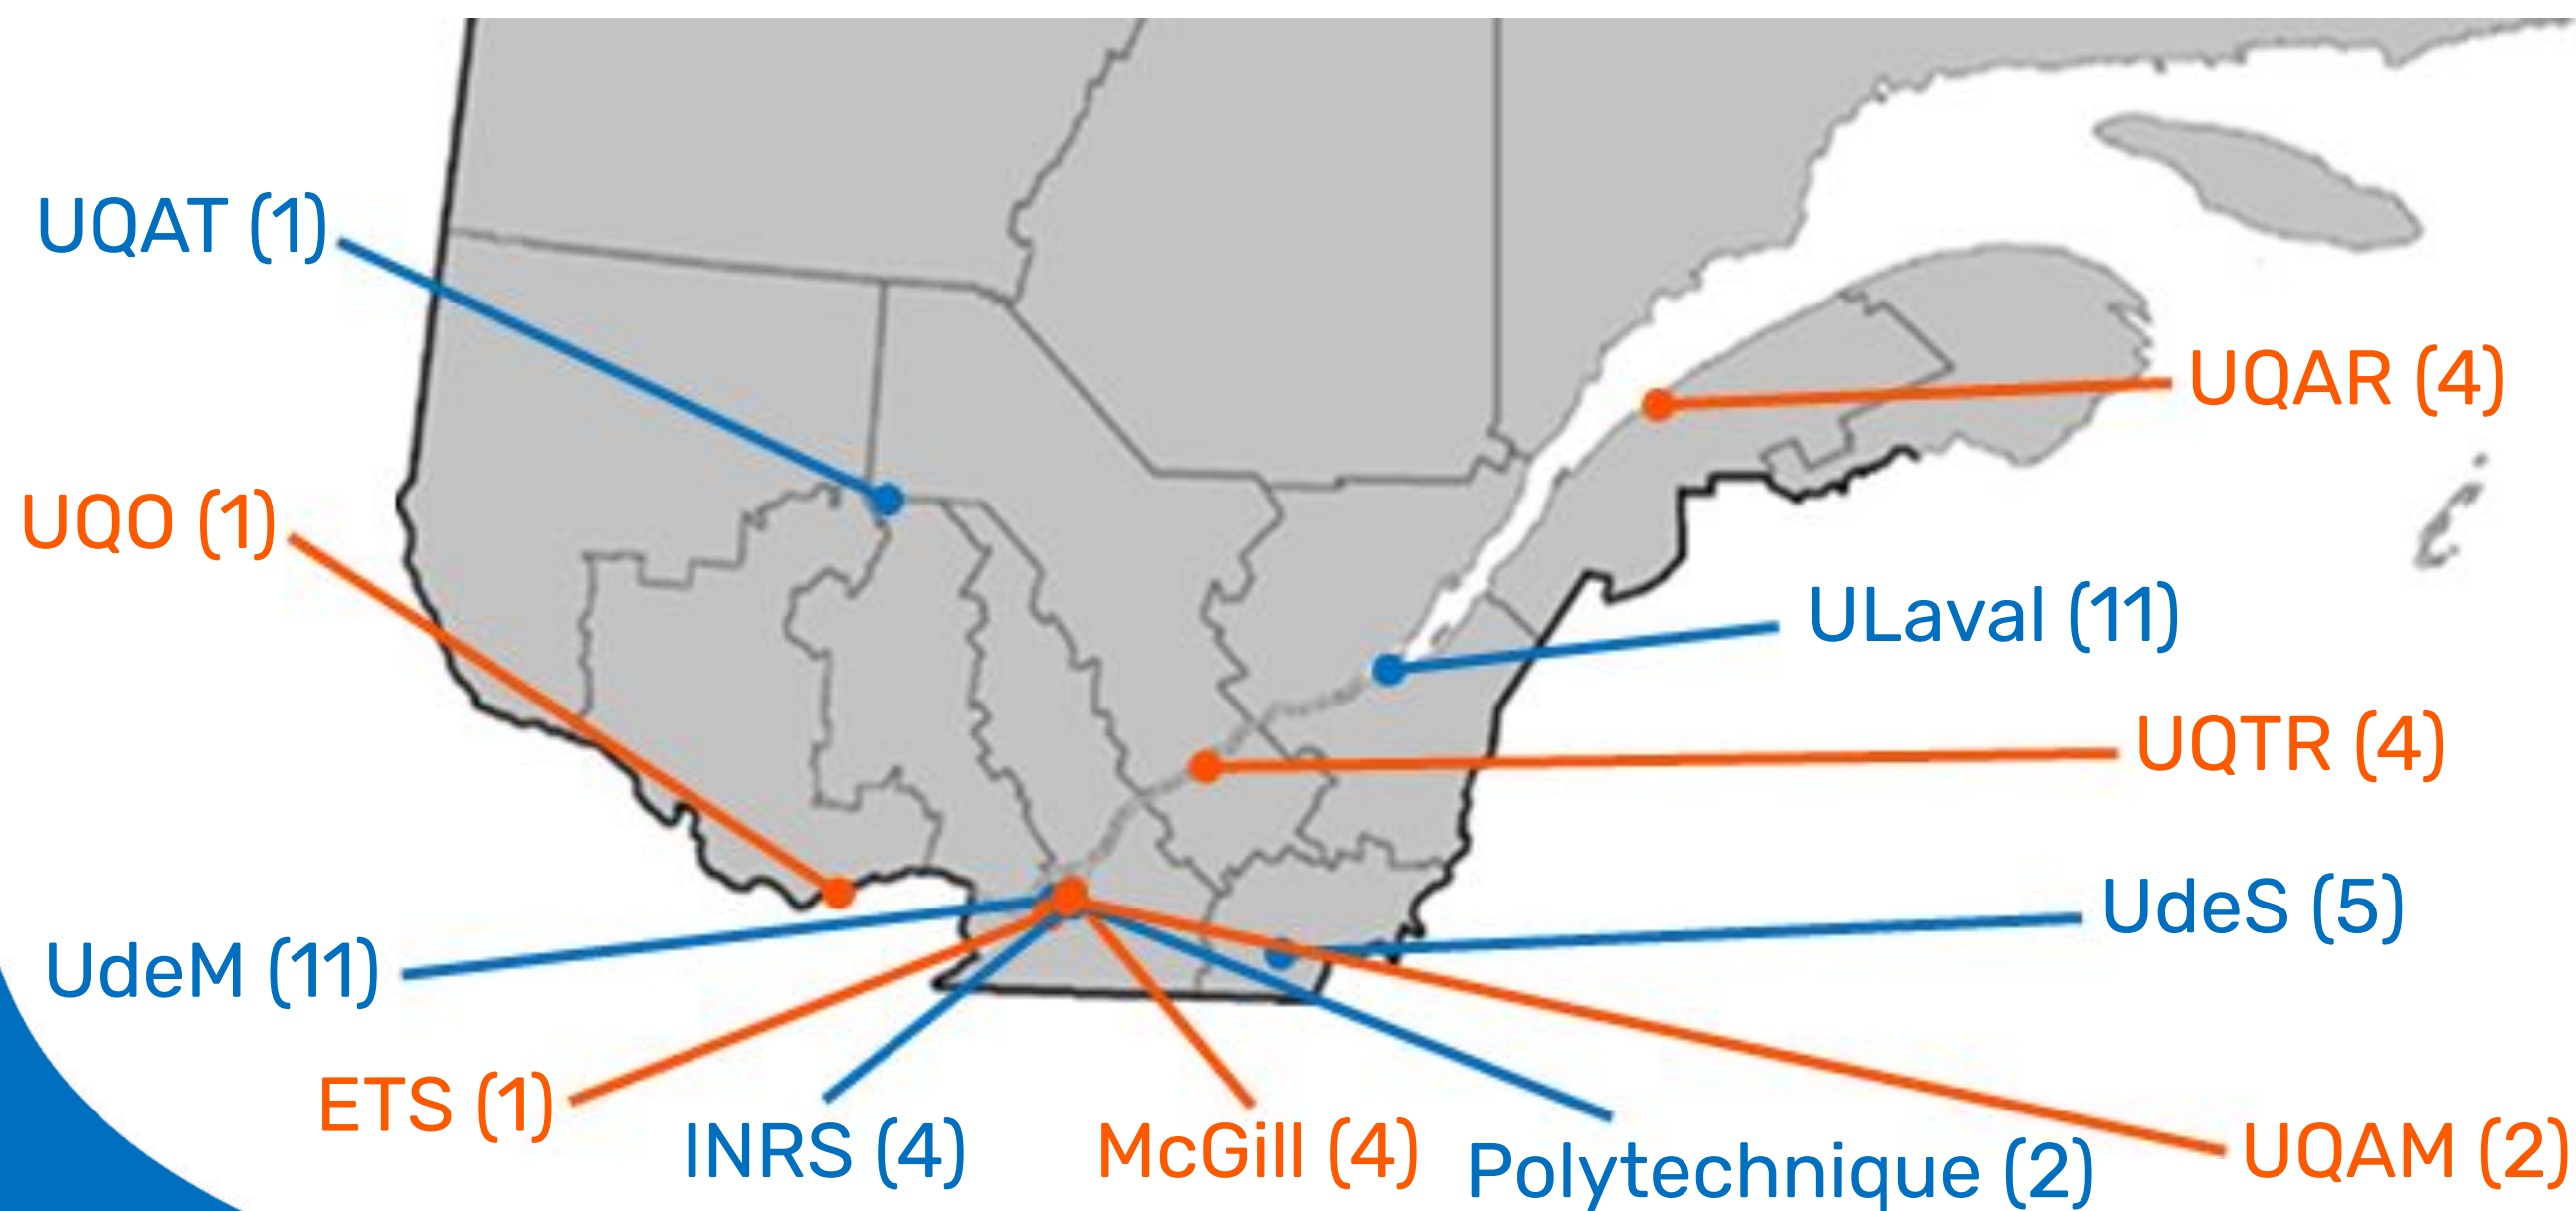 UQAT (1)
UQAR (4)
UQO (1)
ULaval (11)
UQTR (4)
UdeS (5)
UdeM (11)
ETS (1)
INRS (4)
McGill (4)
Polytechnique (2)
UQAM (2)